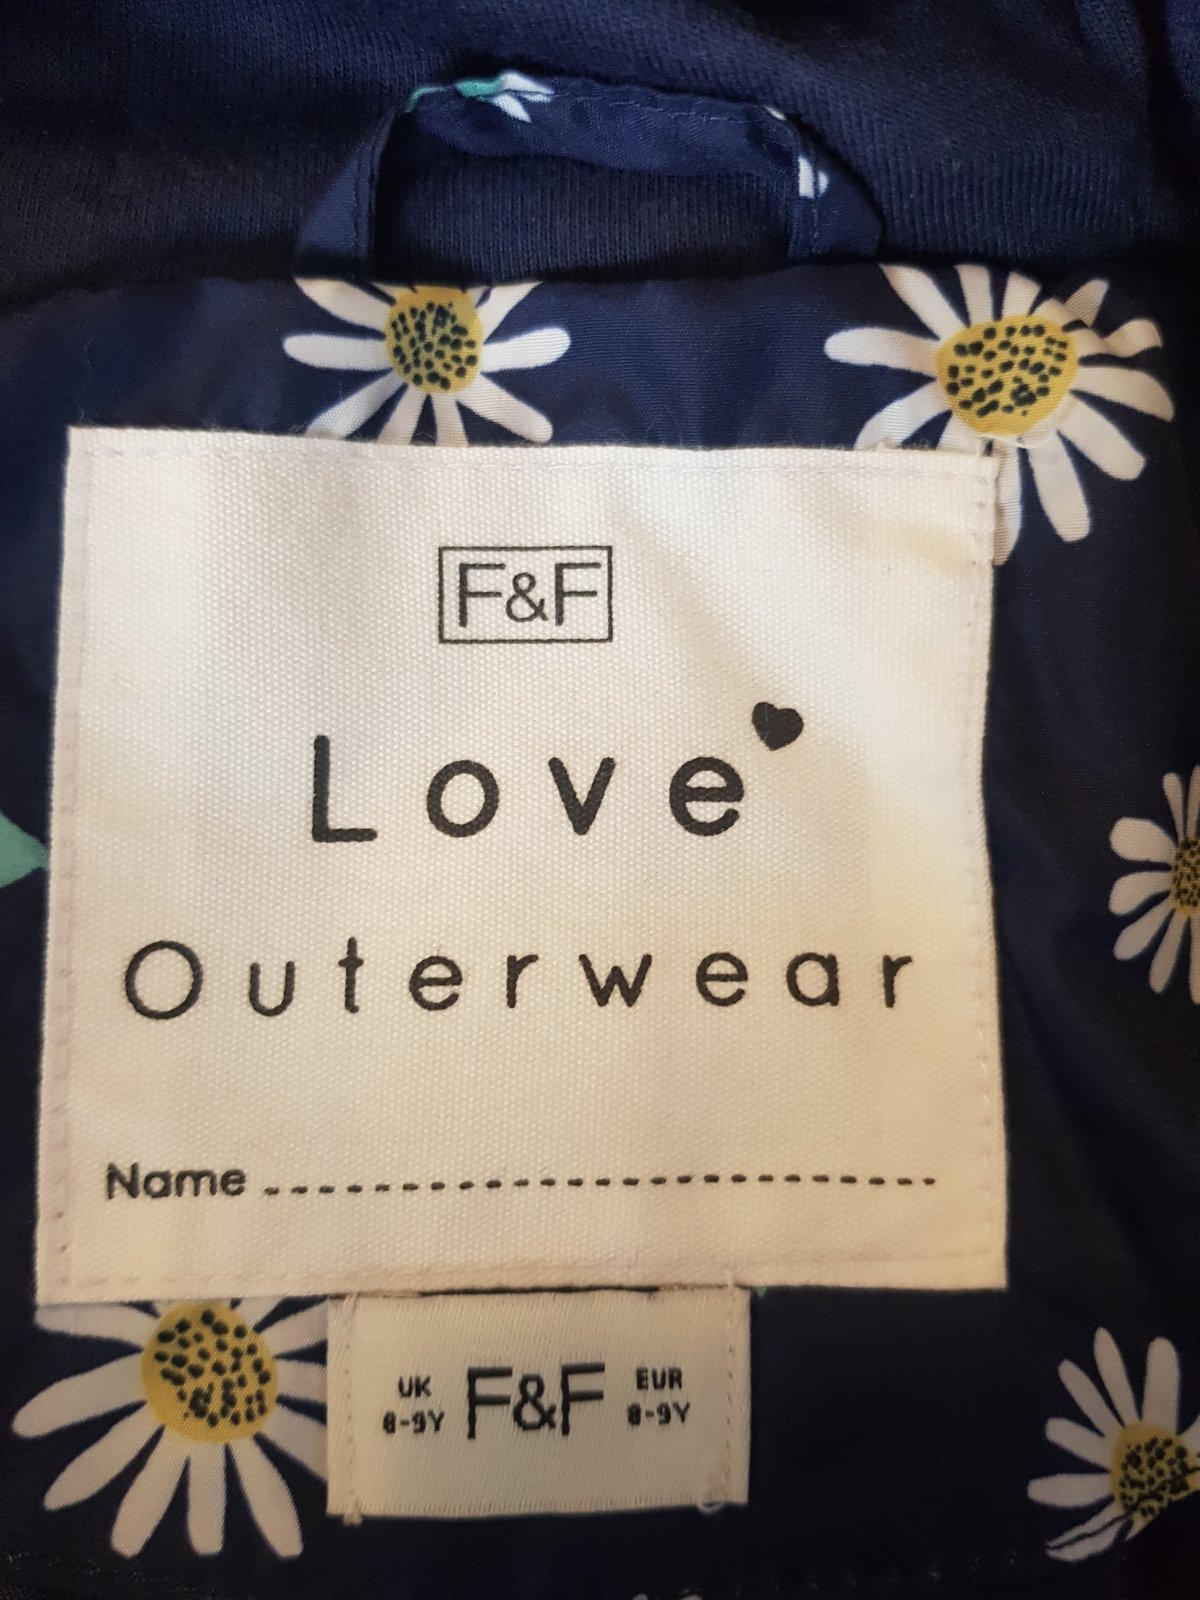 F&F
Love
Outerwear
Name
UK F&F EUR
8-9Y 8-9Y